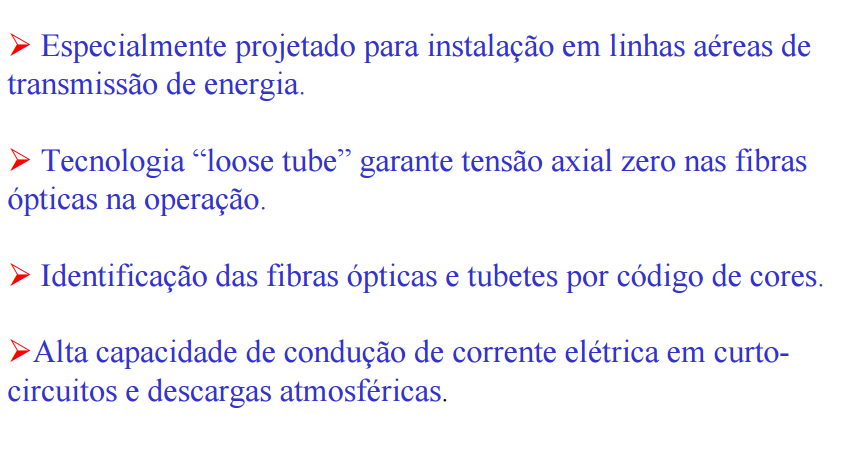 ➢ Especialmente projetado para instalação em linhas aéreas de
transmissão de energia.
➢ Tecnologia “loose tube” garante tensão axial zero nas fibras
ópticas na operação.
➢ Identificação das fibras ópticas e tubetes por código de cores.
➢Alta capacidade de condução de corrente elétrica em curto-
circuitos e descargas atmosféricas.